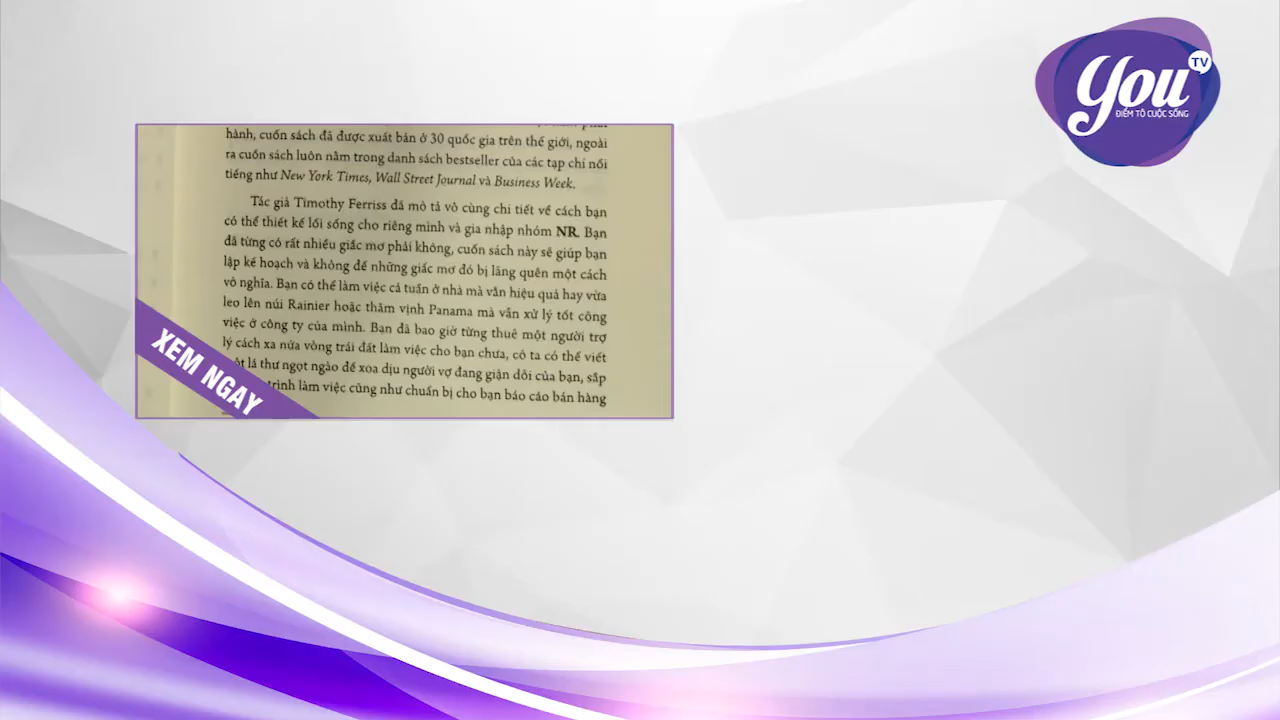 You
TV
ĐIỂM TÔ CUỘC SỐNG
hành, cuốn sách đã được xuất bản ở 30 quốc gia trên thế giới, ngoài
ra cuốn sách luôn nằm trong danh sách bestseller của các tạp chí nổi
tiếng như New York Times, Wall Street Journal và Business Week.
Tác giả Timothy Ferriss đã mô tả vô cùng chi tiết về cách bạn
có thể thiết kế lối sống cho riêng mình và gia nhập nhóm NR. Bạn
đã từng có rất nhiều giấc mơ phải không, cuốn sách này sẽ giúp bạn
lập kế hoạch và không để những giấc mơ đó bị lãng quên một cách
vô nghĩa. Bạn có thể làm việc cả tuần ở nhà mà vẫn hiệu quả hay vừa
leo lên núi Rainier hoặc thăm vịnh Panama mà vẫn xử lý tốt công
việc ở công ty của mình. Bạn đã bao giờ từng thuê một người trợ
lý cách xa nửa vòng trái đất làm việc cho bạn chưa, cô ta có thể viết
một lá thư ngọt ngào để xoa dịu người vợ đang giận dỗi của bạn, sắp
trình làm việc cũng như chuẩn bị cho bạn báo cáo bán hàng
XEM NGAY